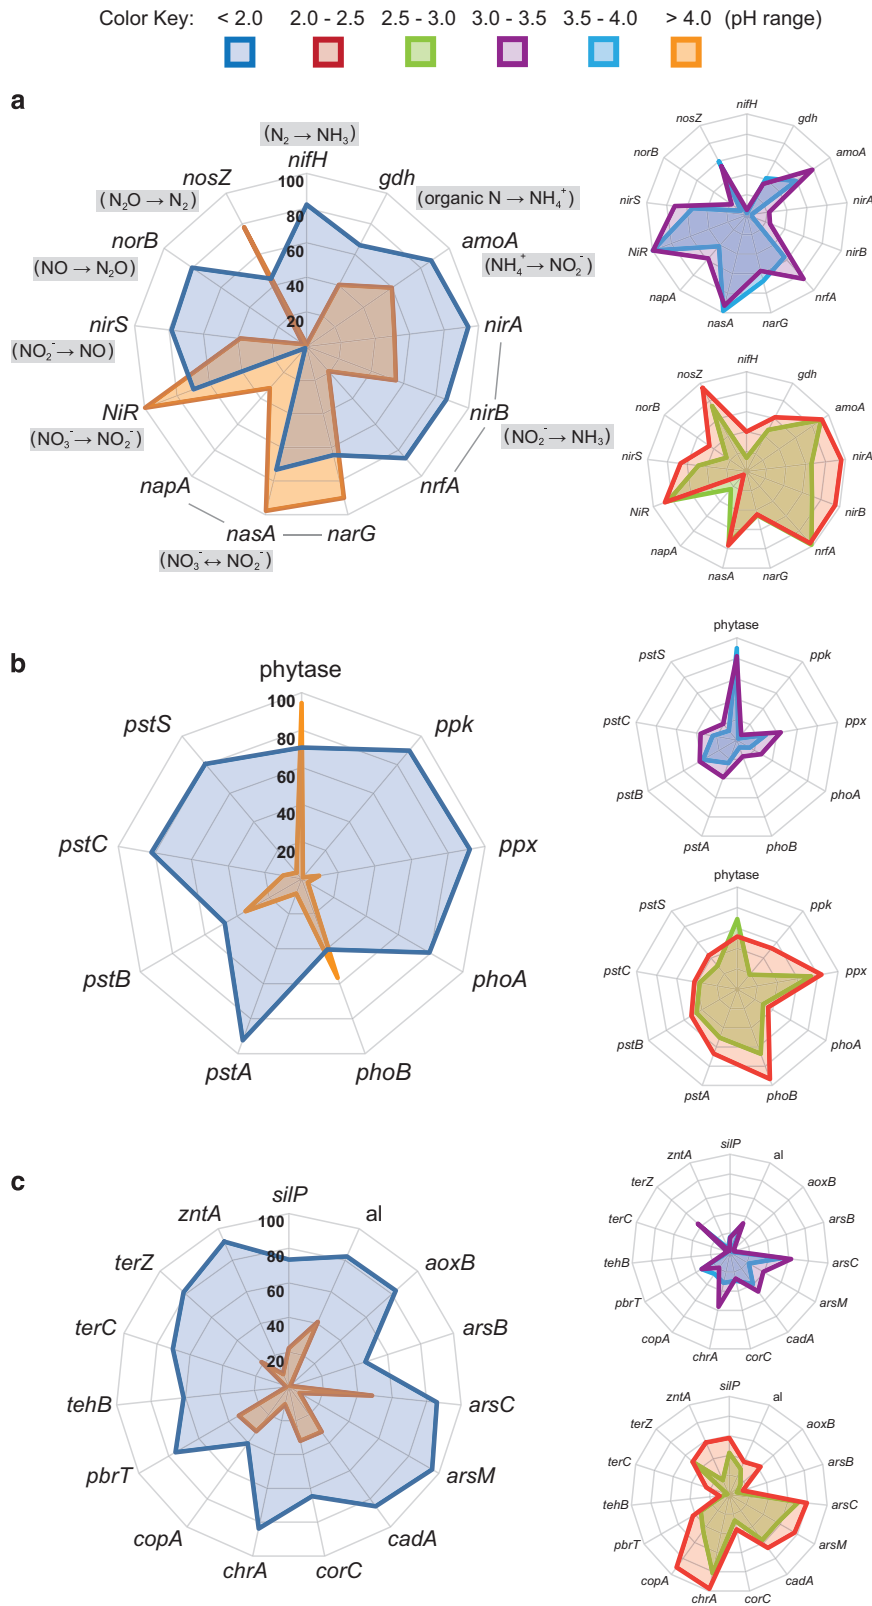 Color Key: < 2.0 2.0 - 2.5 2.5 - 3.0 3.0 - 3.5 3.5 - 4.0 > 4.0 (pH range)
a
(N₂ → NH₃)
nifH
nosZ
gdh
(N₂O → N₂)
(organic N → NH₄⁺)
norB
amoA
(NO → N₂O)
(NH₄⁺ → NO₂⁻)
nirS
nirA
(NO₂⁻ → NO)
NiR
nirB
(NO₃⁻ → NO₂⁻)
(NO₂⁻ → NH₃)
napA
nrfA
nasA
narG
(NO₃⁻ ↔ NO₂⁻)
100
80
60
40
20
nifH
nosZ
gdh
norB
amoA
nirS
nirA
NiR
nirB
napA
nrfA
nasA
narG
nifH
nosZ
gdh
norB
amoA
nirS
nirA
NiR
nirB
napA
nrfA
nasA
narG
b
phytase
pstS
ppk
pstC
ppx
pstB
phoA
pstA
phoB
100
80
60
40
20
phytase
pstS
ppk
pstC
ppx
pstB
phoA
pstA
phoB
phytase
pstS
ppk
pstC
ppx
pstB
phoA
pstA
phoB
c
silP
zntA
al
terZ
aoxB
terC
arsB
tehB
arsC
pbrT
arsM
copA
cadA
chrA
corC
100
80
60
40
20
silP
zntA
al
terZ
aoxB
terC
arsB
tehB
arsC
pbrT
arsM
copA
cadA
chrA
corC
silP
zntA
al
terZ
aoxB
terC
arsB
tehB
arsC
pbrT
arsM
copA
cadA
chrA
corC